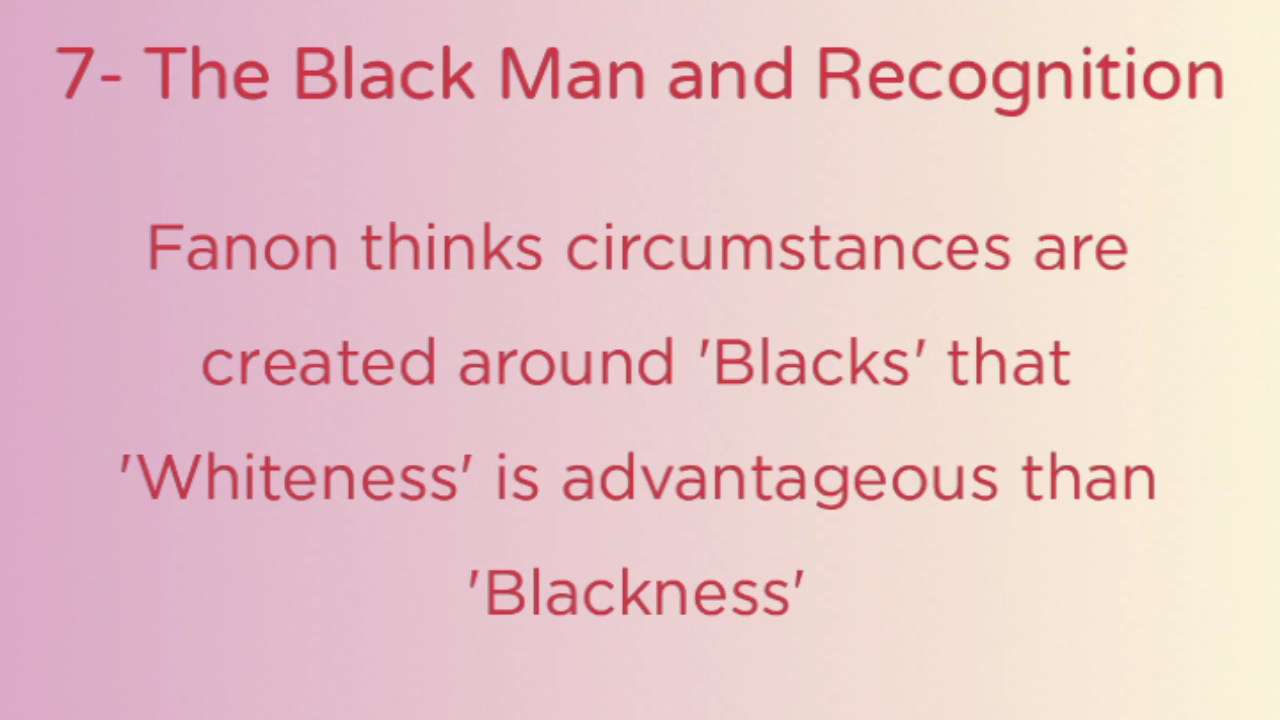 7- The Black Man and Recognition
Fanon thinks circumstances are
created around 'Blacks' that
'Whiteness' is advantageous than
'Blackness'